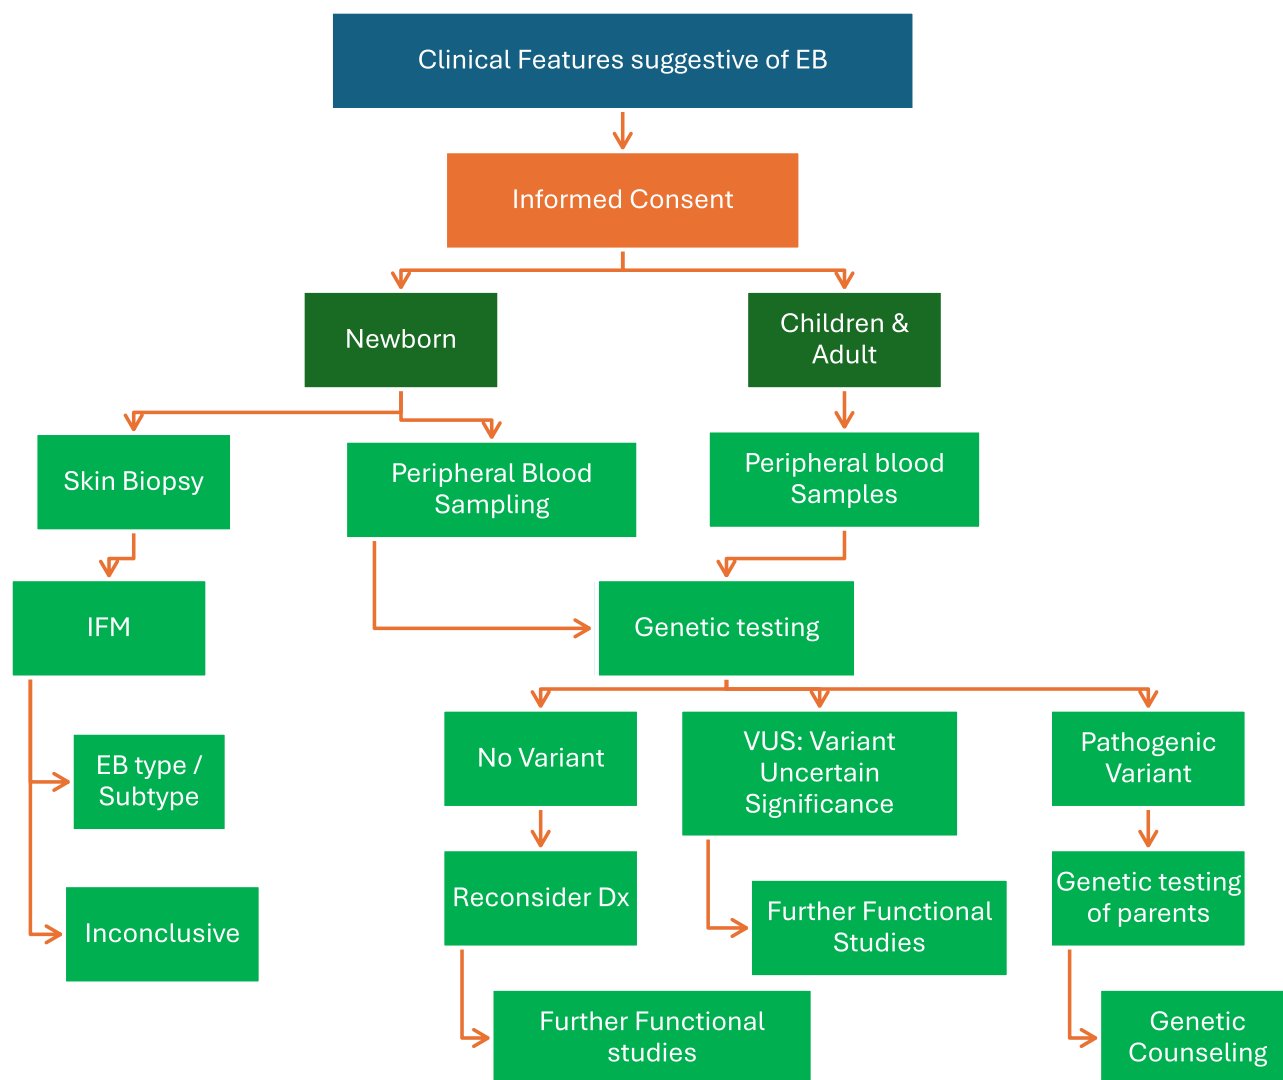 Clinical Features suggestive of EB
Informed Consent
Newborn
Children &
Adult
Skin Biopsy
Peripheral Blood
Sampling
Peripheral blood
Samples
IFM
Genetic testing
EB type /
Subtype
Inconclusive
No Variant
VUS: Variant
Uncertain
Significance
Pathogenic
Variant
Reconsider Dx
Further Functional
Studies
Genetic testing
of parents
Further Functional
studies
Genetic
Counseling